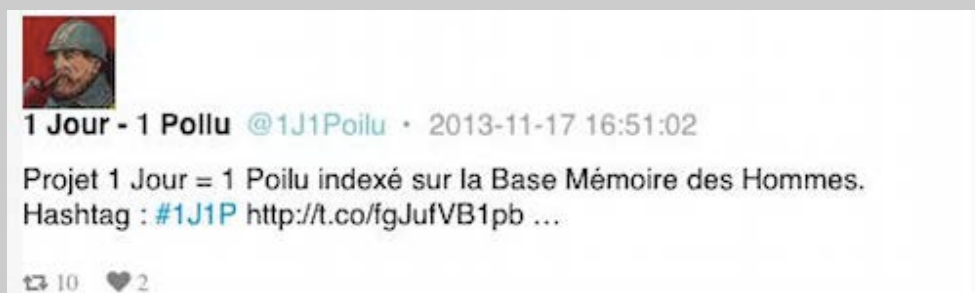 1 Jour - 1 Poilu @1J1Poilu · 2013-11-17 16:51:02
Projet 1 Jour = 1 Poilu indexé sur la Base Mémoire des Hommes.
Hashtag : #1J1P http://t.co/fgJufVB1pb ...
10 2